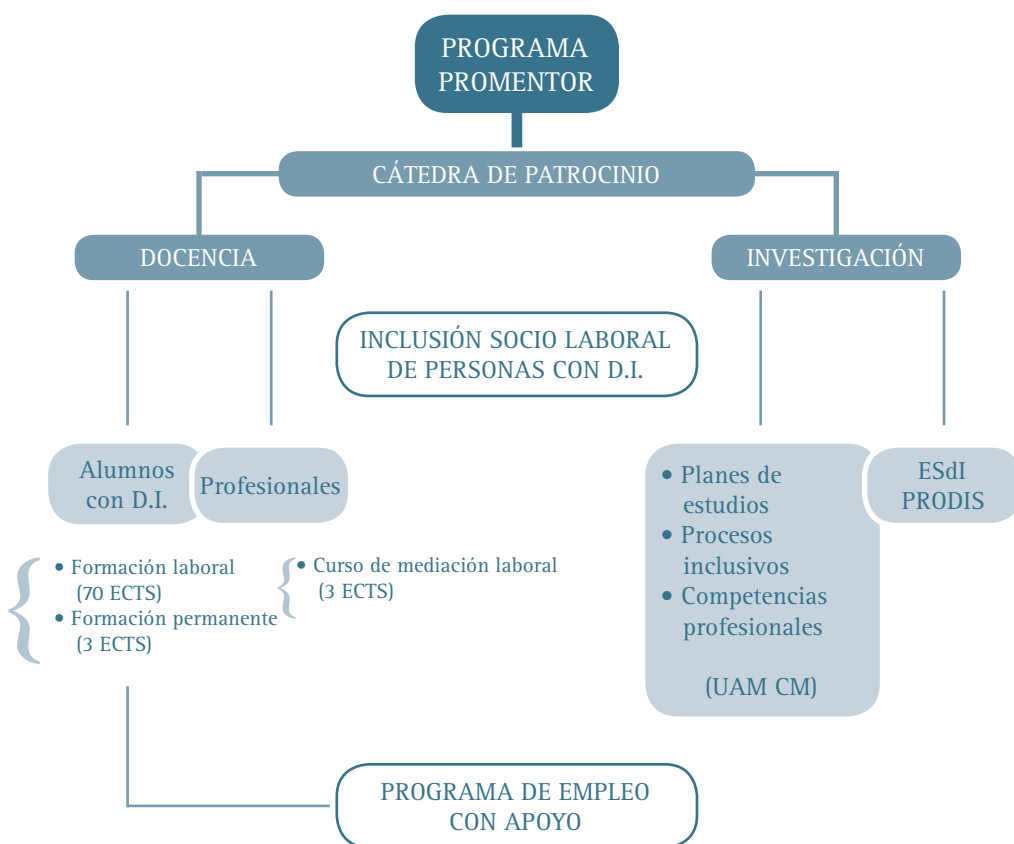 PROGRAMA
PROMENTOR
CÁTEDRA DE PATROCINIO
DOCENCIA
INVESTIGACIÓN
INCLUSIÓN SOCIO LABORAL
DE PERSONAS CON D.I.
Alumnos
con D.I.
Profesionales
• Planes de
estudios
• Procesos
inclusivos
• Competencias
profesionales
(UAM CM)
ESdI
PRODIS
• Formación laboral
(70 ECTS)
• Formación permanente
(3 ECTS)
• Curso de mediación laboral
(3 ECTS)
PROGRAMA DE EMPLEO
CON APOYO